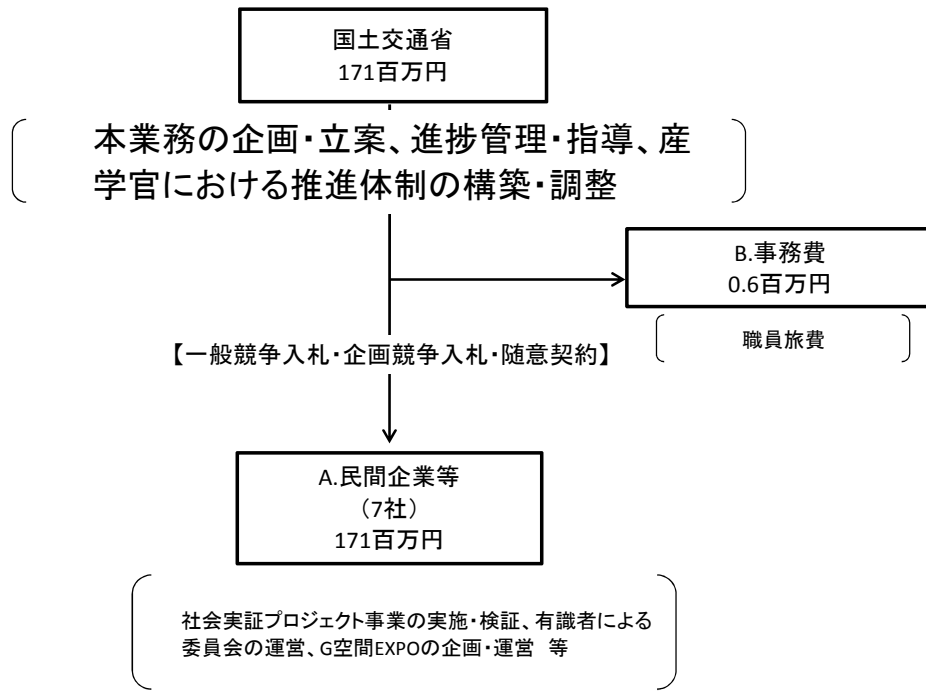 国土交通省
171百万円
本業務の企画・立案、進捗管理・指導、産
学官における推進体制の構築・調整
B.事務費
0.6百万円
職員旅費
【一般競争入札・企画競争入札・随意契約】
A.民間企業等
（7社）
171百万円
社会実証プロジェクト事業の実施・検証、有識者による
委員会の運営、G空間EXPOの企画・運営　等